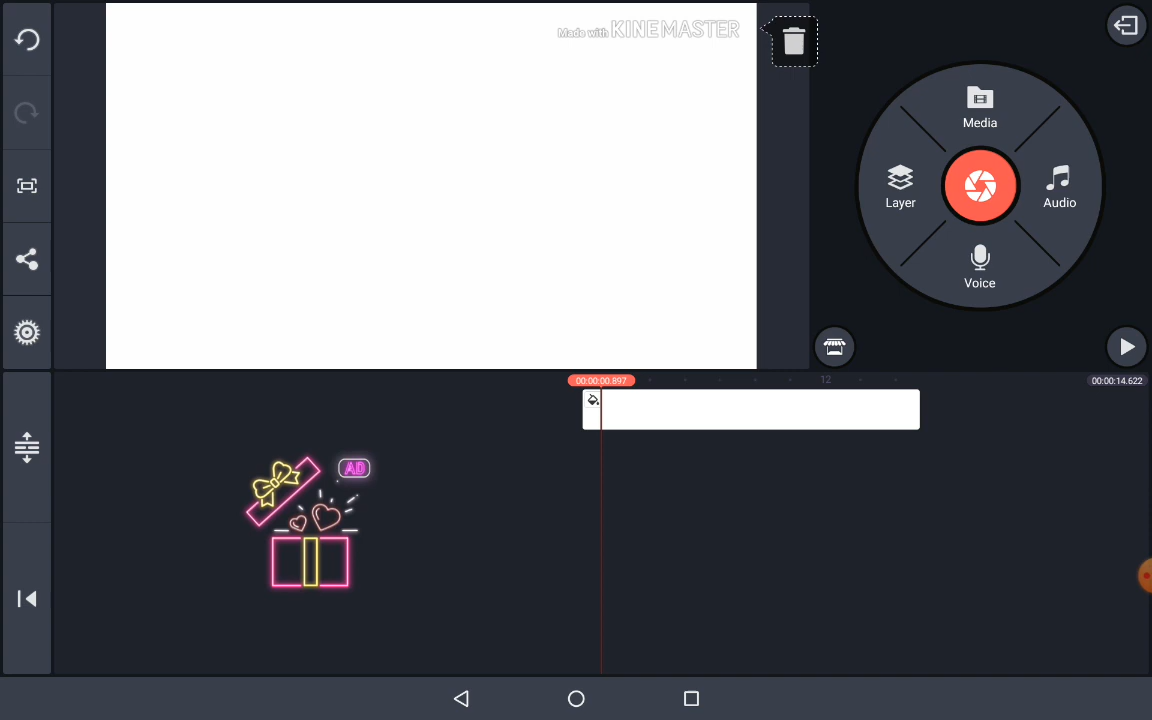 Made with KINEMASTER
Media
Layer
Audio
Voice
00:00:00.897
12
00:00:14.622
AD